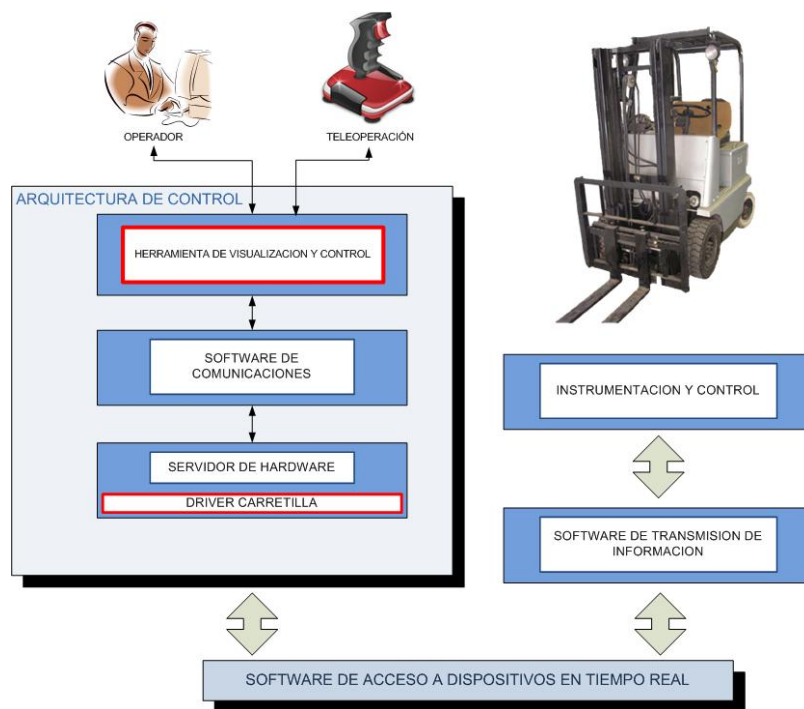 OPERADOR
TELEOPERACIÓN
ARQUITECTURA DE CONTROL
HERRAMIENTA DE VISUALIZACION Y CONTROL
SOFTWARE DE
COMUNICACIONES
SERVIDOR DE HARDWARE
DRIVER CARRETILLA
INSTRUMENTACION Y CONTROL
SOFTWARE DE TRANSMISION DE
INFORMACION
SOFTWARE DE ACCESO A DISPOSITIVOS EN TIEMPO REAL